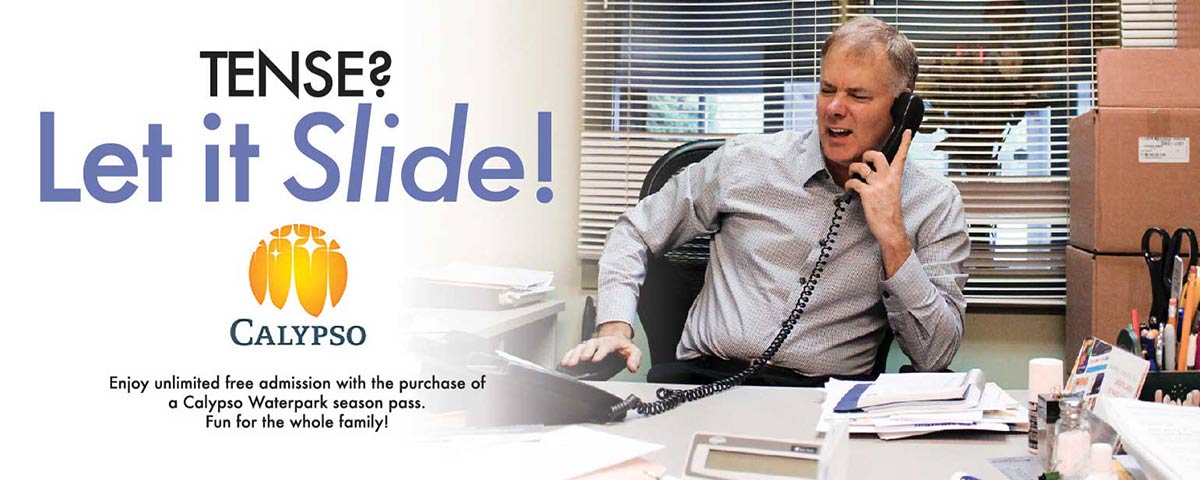 TENSE?
Let it Slide!
CALYPSO
Enjoy unlimited free admission with the purchase of
a Calypso Waterpark season pass.
Fun for the whole family!